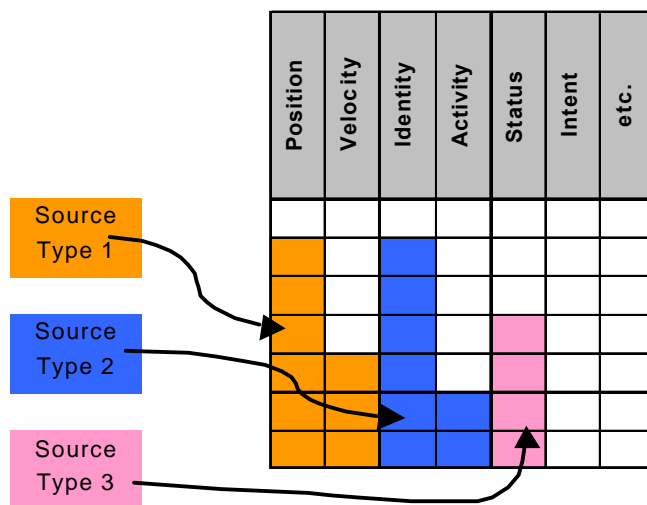 Position
Velocity
Identity
Activity
Status
Intent
etc.
Source
Type 1
Source
Type 2
Source
Type 3